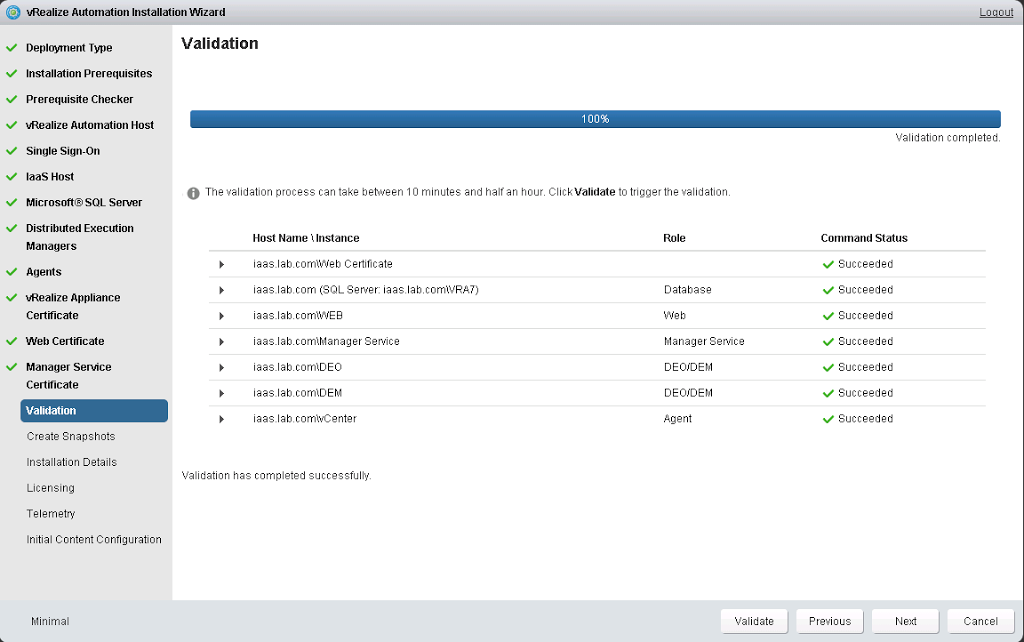 vRealize Automation Installation Wizard
Logout
Deployment Type
Installation Prerequisites
Prerequisite Checker
vRealize Automation Host
Single Sign-On
IaaS Host
Microsoft® SQL Server
Distributed Execution
Managers
Agents
vRealize Appliance
Certificate
Web Certificate
Manager Service
Certificate
Validation
Create Snapshots
Installation Details
Licensing
Telemetry
Initial Content Configuration
Validation
100%
Validation completed.
The validation process can take between 10 minutes and half an hour. Click Validate to trigger the validation.
Host Name \ Instance Role Command Status
iaas.lab.com\Web Certificate Succeeded
iaas.lab.com (SQL Server: iaas.lab.com\VRA7) Database Succeeded
iaas.lab.com\WEB Web Succeeded
iaas.lab.com\Manager Service Manager Service Succeeded
iaas.lab.com\DEO DEO/DEM Succeeded
iaas.lab.com\DEM DEO/DEM Succeeded
iaas.lab.com\vCenter Agent Succeeded
Validation has completed successfully.
Minimal
Validate Previous Next Cancel